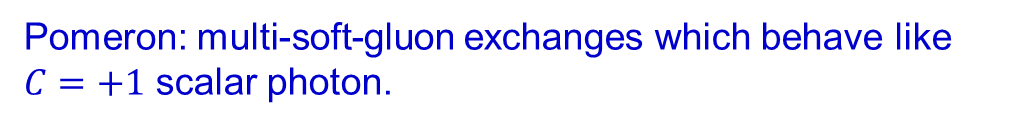 Pomeron: multi-soft-gluon exchanges which behave like
C = +1 scalar photon.